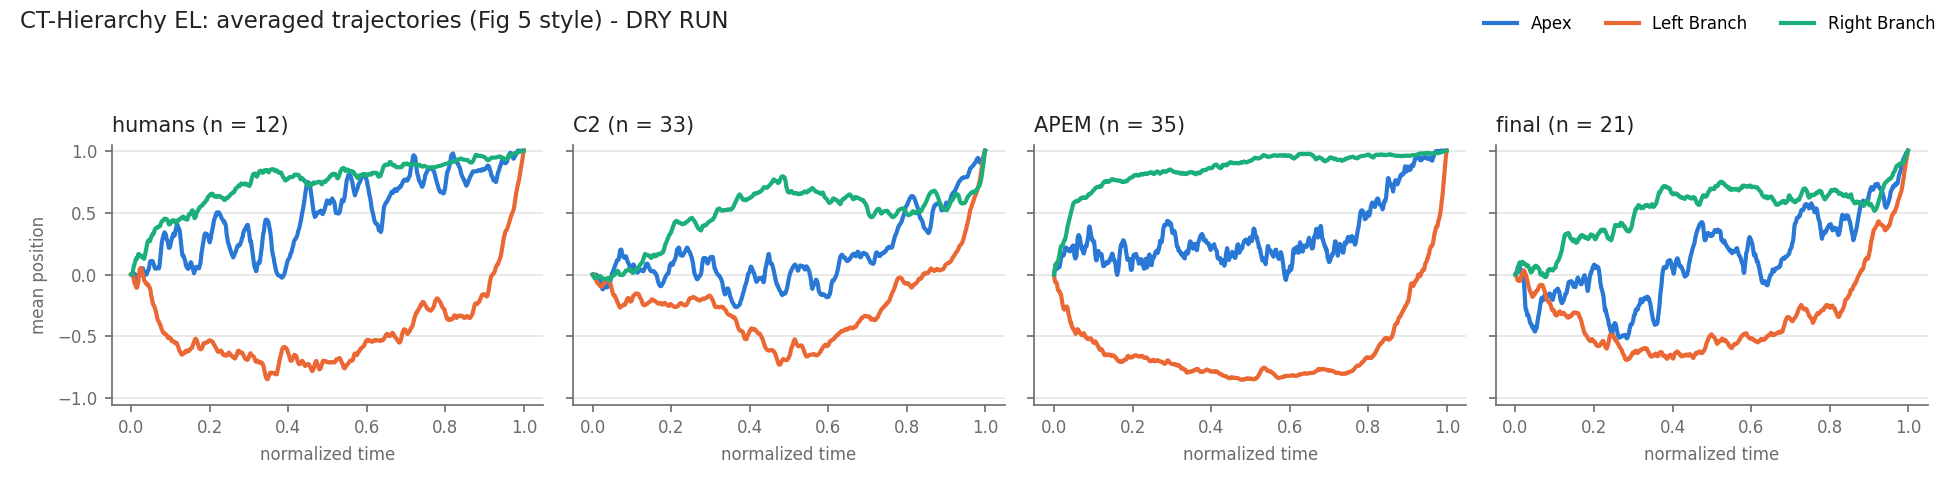 CT-Hierarchy EL: averaged trajectories (Fig 5 style) - DRY RUN
Apex Left Branch Right Branch
humans (n = 12) C2 (n = 33) APEM (n = 35) final (n = 21)
1.0
0.5
0.0
−0.5
−1.0
mean position
0.0 0.2 0.4 0.6 0.8 1.0 0.0 0.2 0.4 0.6 0.8 1.0 0.0 0.2 0.4 0.6 0.8 1.0 0.0 0.2 0.4 0.6 0.8 1.0
normalized time normalized time normalized time normalized time